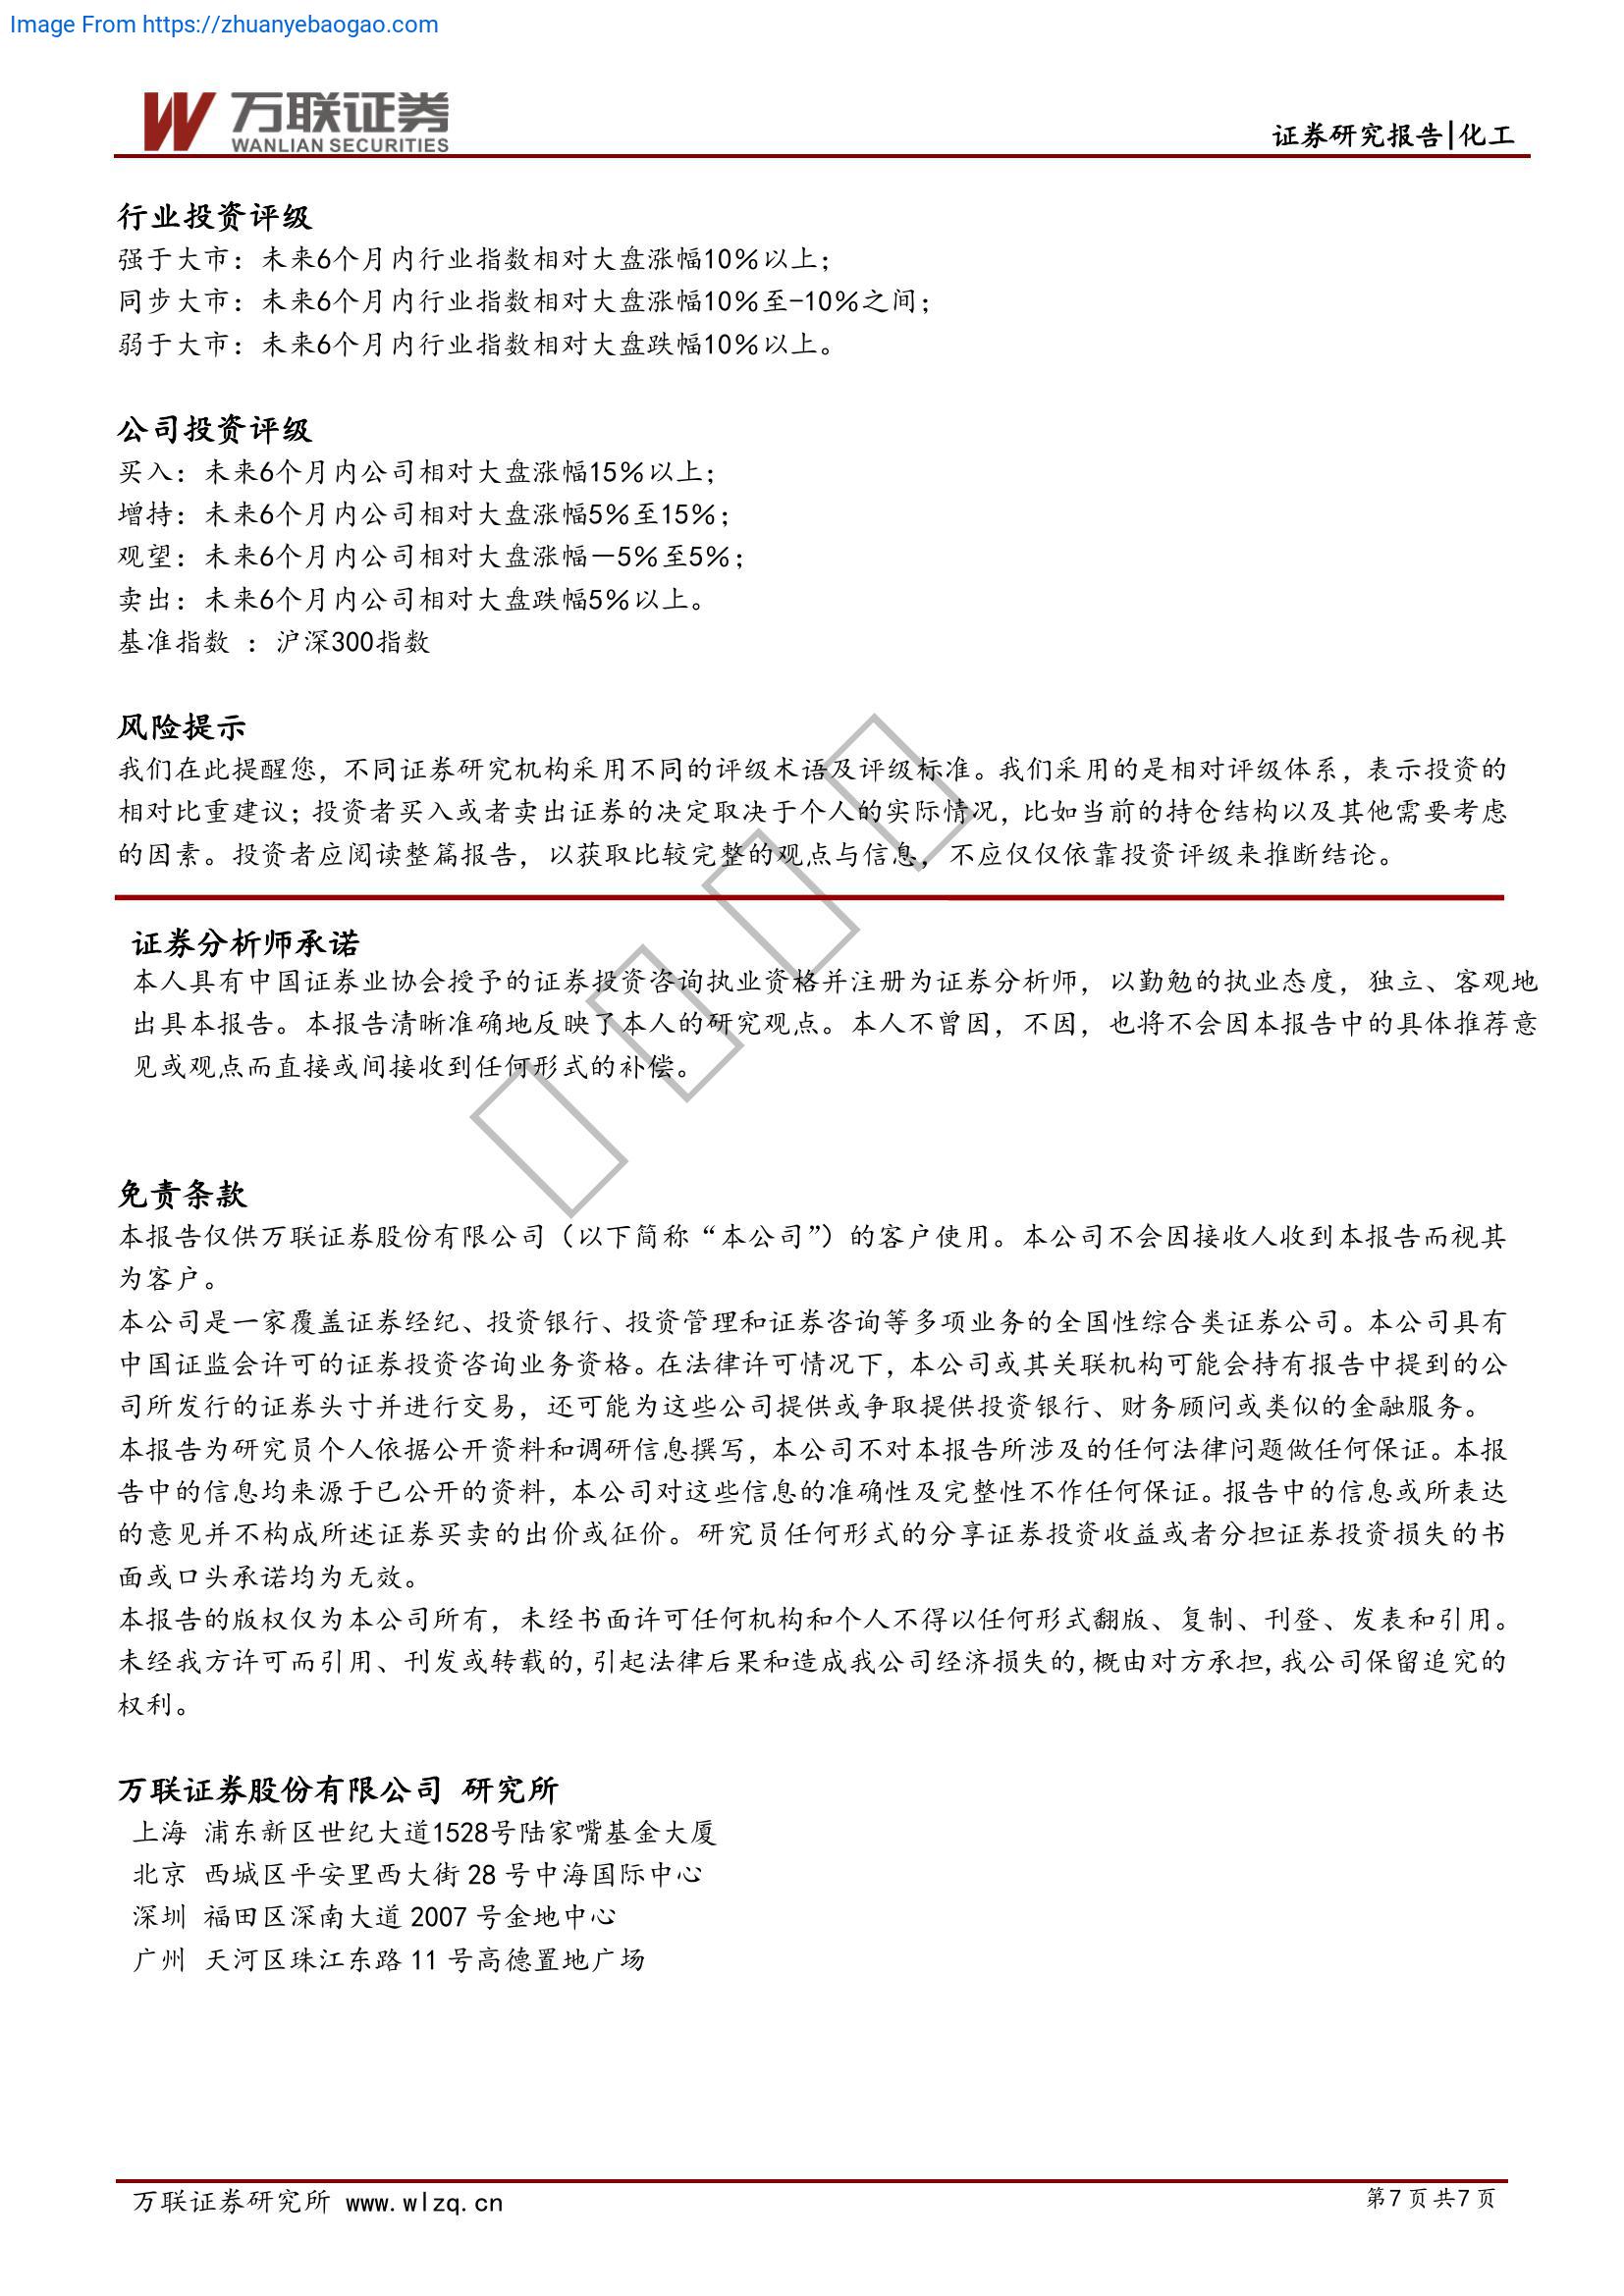 Image From https://zhuanyebaogao.com
万联证券
WANLIAN SECURITIES
证券研究报告|化工
行业投资评级
强于大市：未来6个月内行业指数相对大盘涨幅10％以上；
同步大市：未来6个月内行业指数相对大盘涨幅10％至-10％之间；
弱于大市：未来6个月内行业指数相对大盘跌幅10％以上。
公司投资评级
买入：未来6个月内公司相对大盘涨幅15％以上；
增持：未来6个月内公司相对大盘涨幅5％至15％；
观望：未来6个月内公司相对大盘涨幅－5％至5％；
卖出：未来6个月内公司相对大盘跌幅5％以上。
基准指数 ：沪深300指数
风险提示
我们在此提醒您，不同证券研究机构采用不同的评级术语及评级标准。我们采用的是相对评级体系，表示投资的
相对比重建议；投资者买入或者卖出证券的决定取决于个人的实际情况，比如当前的持仓结构以及其他需要考虑
的因素。投资者应阅读整篇报告，以获取比较完整的观点与信息，不应仅仅依靠投资评级来推断结论。
证券分析师承诺
本人具有中国证券业协会授予的证券投资咨询执业资格并注册为证券分析师，以勤勉的执业态度，独立、客观地
出具本报告。本报告清晰准确地反映了本人的研究观点。本人不曾因，不因，也将不会因本报告中的具体推荐意
见或观点而直接或间接收到任何形式的补偿。
免责条款
本报告仅供万联证券股份有限公司（以下简称“本公司”）的客户使用。本公司不会因接收人收到本报告而视其
为客户。
本公司是一家覆盖证券经纪、投资银行、投资管理和证券咨询等多项业务的全国性综合类证券公司。本公司具有
中国证监会许可的证券投资咨询业务资格。在法律许可情况下，本公司或其关联机构可能会持有报告中提到的公
司所发行的证券头寸并进行交易，还可能为这些公司提供或争取提供投资银行、财务顾问或类似的金融服务。
本报告为研究员个人依据公开资料和调研信息撰写，本公司不对本报告所涉及的任何法律问题做任何保证。本报
告中的信息均来源于已公开的资料，本公司对这些信息的准确性及完整性不作任何保证。报告中的信息或所表达
的意见并不构成所述证券买卖的出价或征价。研究员任何形式的分享证券投资收益或者分担证券投资损失的书
面或口头承诺均为无效。
本报告的版权仅为本公司所有，未经书面许可任何机构和个人不得以任何形式翻版、复制、刊登、发表和引用。
未经我方许可而引用、刊发或转载的,引起法律后果和造成我公司经济损失的,概由对方承担,我公司保留追究的
权利。
万联证券股份有限公司 研究所
上海 浦东新区世纪大道1528号陆家嘴基金大厦
北京 西城区平安里西大街 28 号中海国际中心
深圳 福田区深南大道 2007 号金地中心
广州 天河区珠江东路 11 号高德置地广场
万联证券研究所 www.wlzq.cn
第 7 页 共 7 页